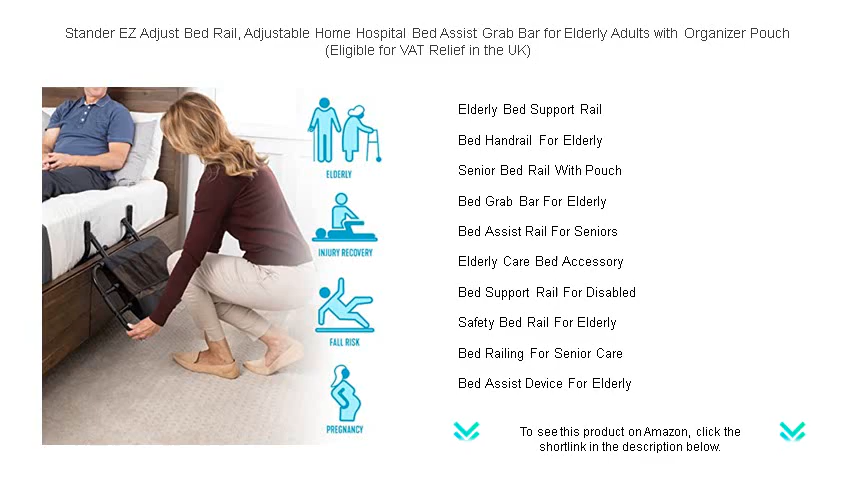 Stander EZ Adjust Bed Rail, Adjustable Home Hospital Bed Assist Grab Bar for Elderly Adults with Organizer Pouch
(Eligible for VAT Relief in the UK)
ELDERLY
INJURY RECOVERY
FALL RISK
PREGNANCY
Elderly Bed Support Rail
Bed Handrail For Elderly
Senior Bed Rail With Pouch
Bed Grab Bar For Elderly
Bed Assist Rail For Seniors
Elderly Care Bed Accessory
Bed Support Rail For Disabled
Safety Bed Rail For Elderly
Bed Railing For Senior Care
Bed Assist Device For Elderly
To see this product on Amazon, click the
shortlink in the description below.